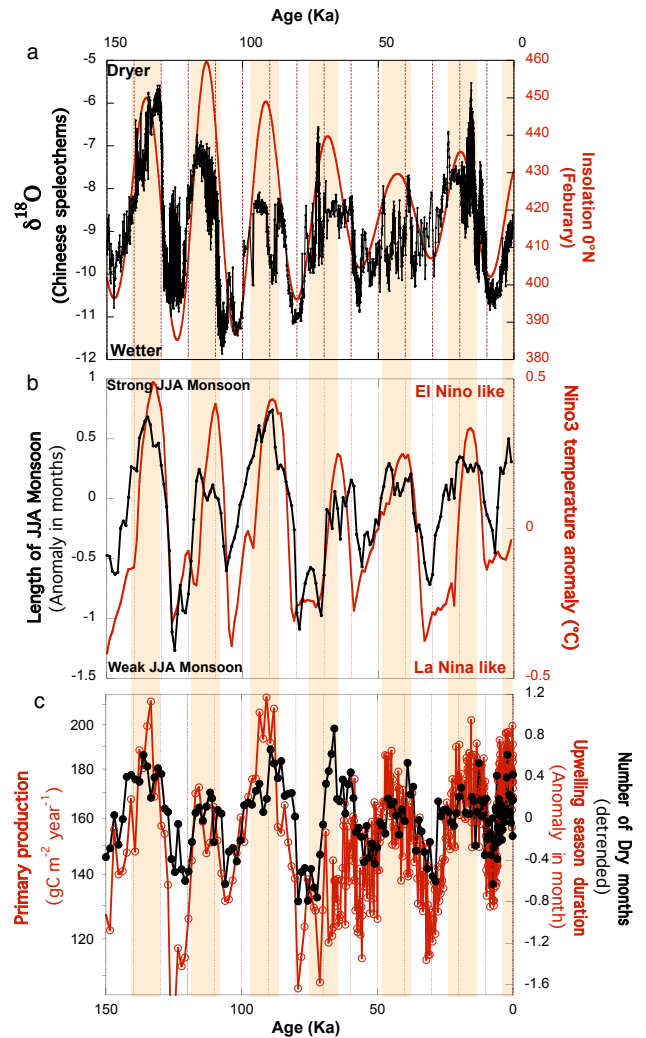 Age (Ka)
150
100
50
0
a
-5
-6
-7
-8
-9
-10
-11
-12
δ18O
(Chineese speleothems)
Dryer
Wetter
460
450
440
430
420
410
400
390
380
Insolation 0°N
(Feburary)
b
1
0.5
0
-0.5
-1
-1.5
Length of JJA Monsoon
(Anomaly in months)
Strong JJA Monsoon
El Nino like
Weak JJA Monsoon
La Nina like
0.5
0
-0.5
Nino3 temperature anomaly (°C)
c
200
180
160
140
120
Primary production
(gC m-2 year-1)
1.2
0.8
0.4
0
-0.4
-0.8
-1.2
-1.6
Upwelling season duration
(Anomaly in month)
Number of Dry months
(detrended)
150
100
50
0
Age (Ka)